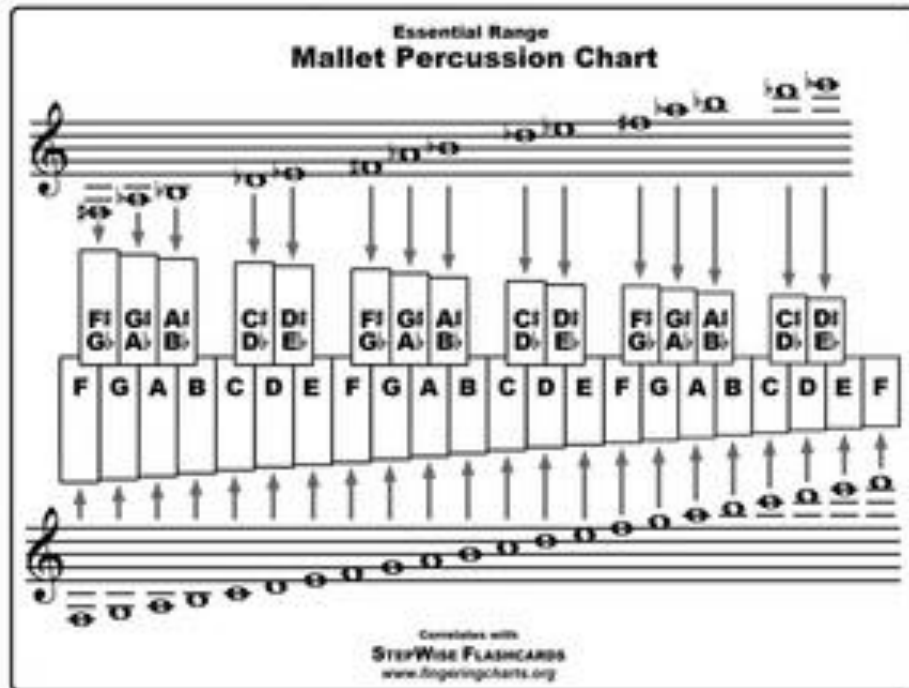 Essential Range
Mallet Percussion Chart
F♯ G♯ A♯ C♯ D♯ F♯ G♯ A♯ C♯ D♯ F♯ G♯ A♯ C♯ D♯
G♭ A♭ B♭ D♭ E♭ G♭ A♭ B♭ D♭ E♭ G♭ A♭ B♭ D♭ E♭
F G A B C D E F G A B C D E F G A B C D E F
Correlates with
STEPWISE FLASHCARDS
www.fingeringcharts.org